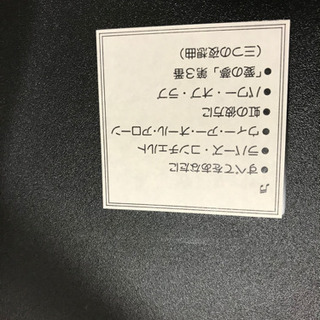 ♬
●すべてをあなたに
●ラバーズ・コンチェルト
●ウィー・アー・オール・アローン
●虹の彼方に
●パワー・オブ・ラブ
●「愛の夢」第3番
（三つの夜想曲）